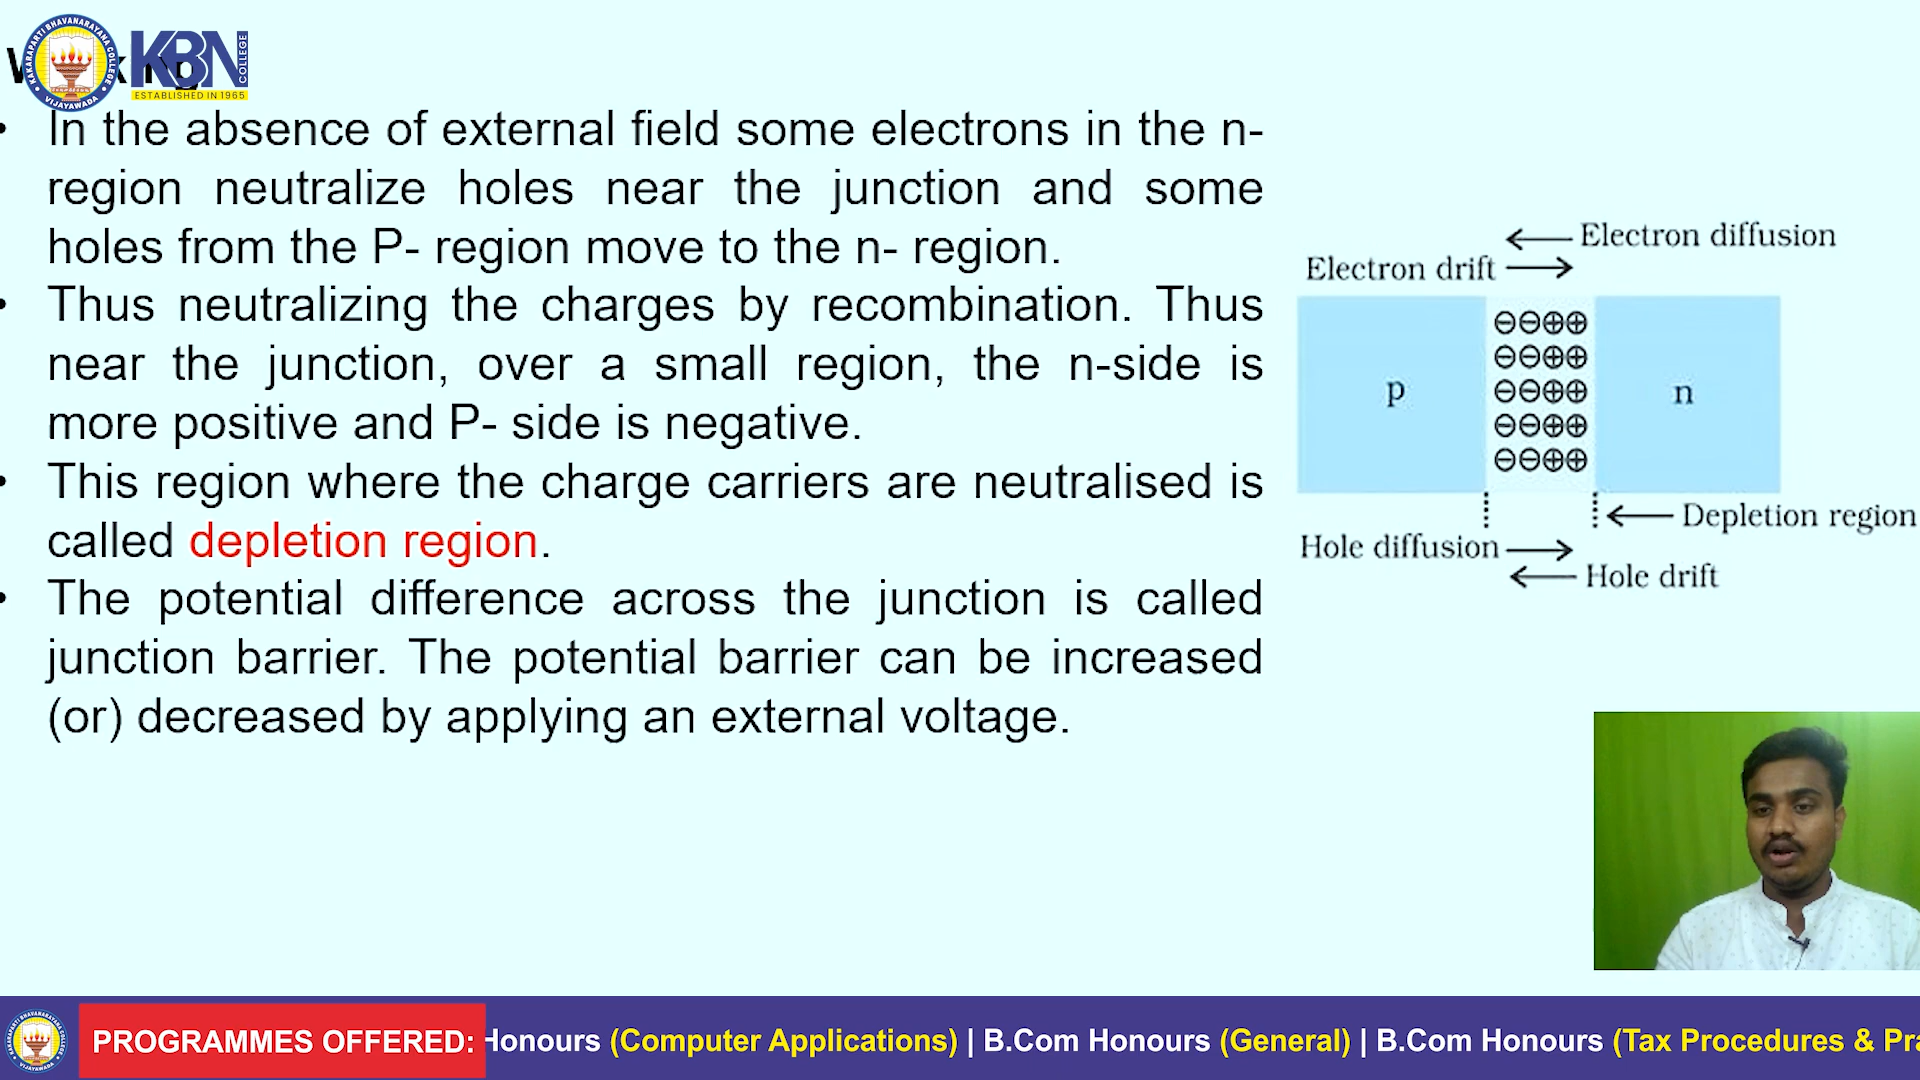 KAKARAPARTI BHAVANARAYANA COLLEGE
VIJAYAWADA
KBN
COLLEGE
ESTABLISHED IN 1965
• In the absence of external field some electrons in the n-
region neutralize holes near the junction and some
holes from the P- region move to the n- region.
• Thus neutralizing the charges by recombination. Thus
near the junction, over a small region, the n-side is
more positive and P- side is negative.
• This region where the charge carriers are neutralised is
called depletion region.
• The potential difference across the junction is called
junction barrier. The potential barrier can be increased
(or) decreased by applying an external voltage.
Electron diffusion
Electron drift
p
n
Depletion region
Hole diffusion
Hole drift
PROGRAMMES OFFERED: Honours (Computer Applications) | B.Com Honours (General) | B.Com Honours (Tax Procedures &